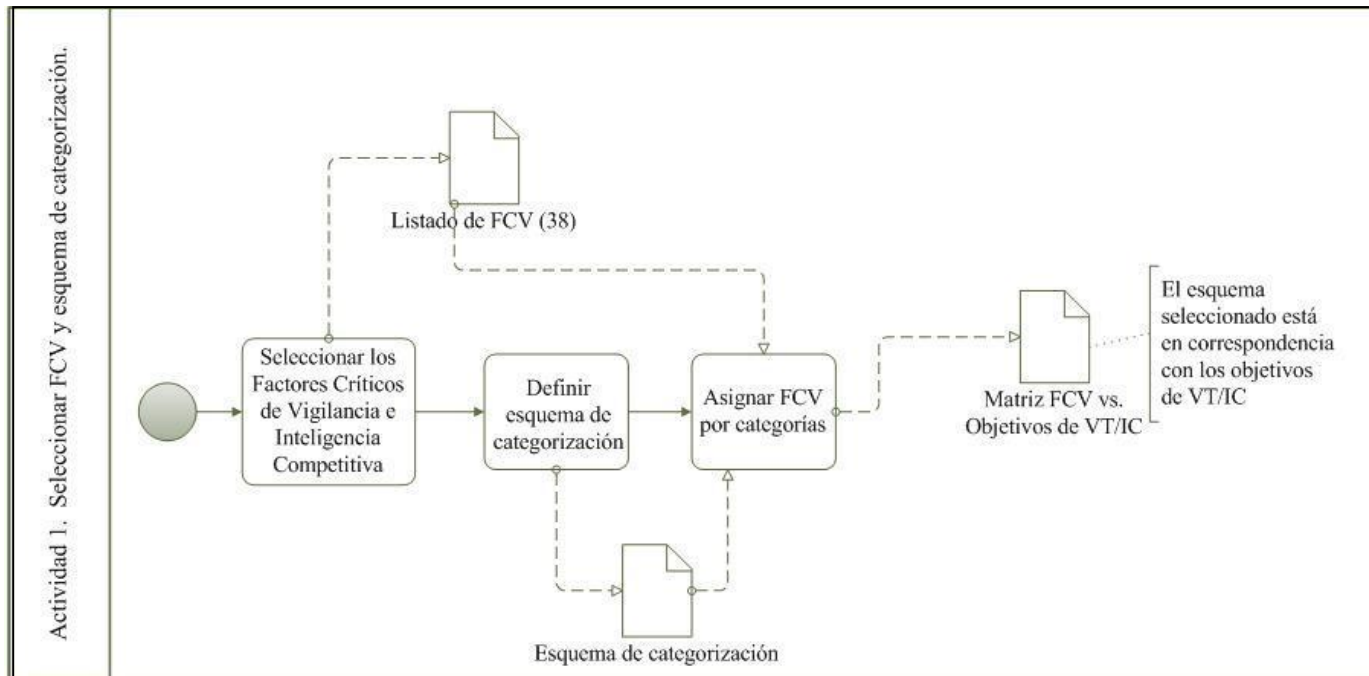 Actividad 1.  Seleccionar FCV y esquema de categorización.
Listado de FCV (38)
Seleccionar los
Factores Críticos
de Vigilancia e
Inteligencia
Competitiva
Definir
esquema de
categorización
Asignar FCV
por categorías
Matriz FCV vs.
Objetivos de VT/IC
El esquema
seleccionado está
en correspondencia
con los objetivos
de VT/IC
Esquema de categorización